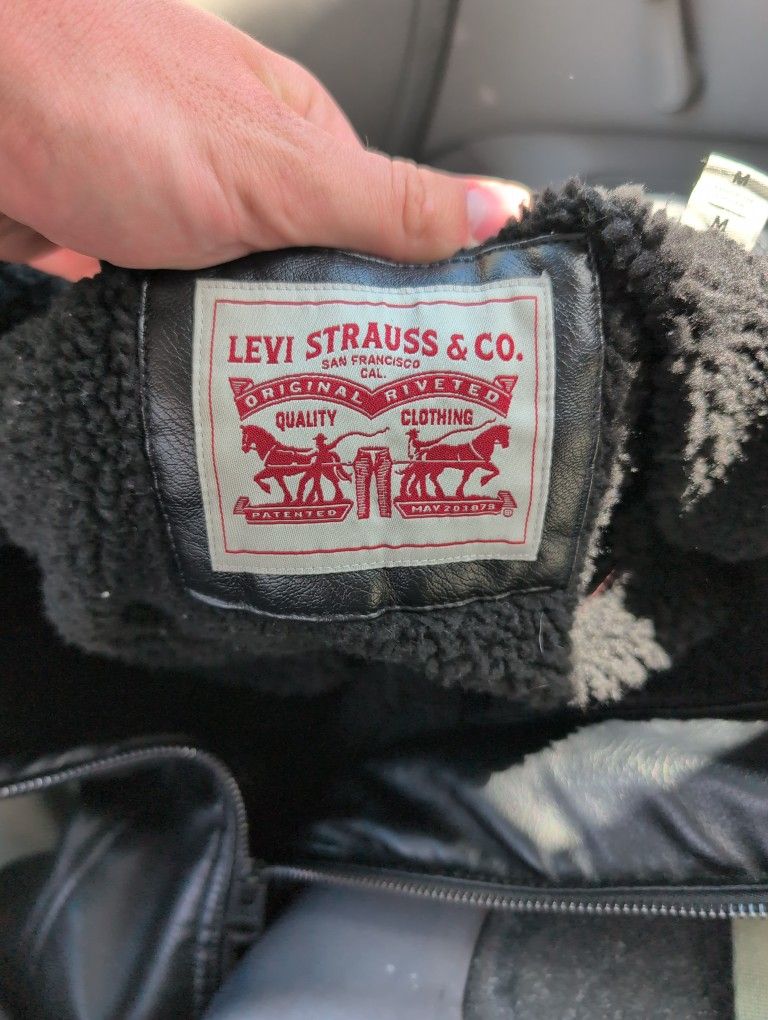 LEVI STRAUSS & CO.
SAN FRANCISCO
CAL.
ORIGINAL RIVETED
QUALITY CLOTHING
PATENTED
MAY 20 1873
M
M